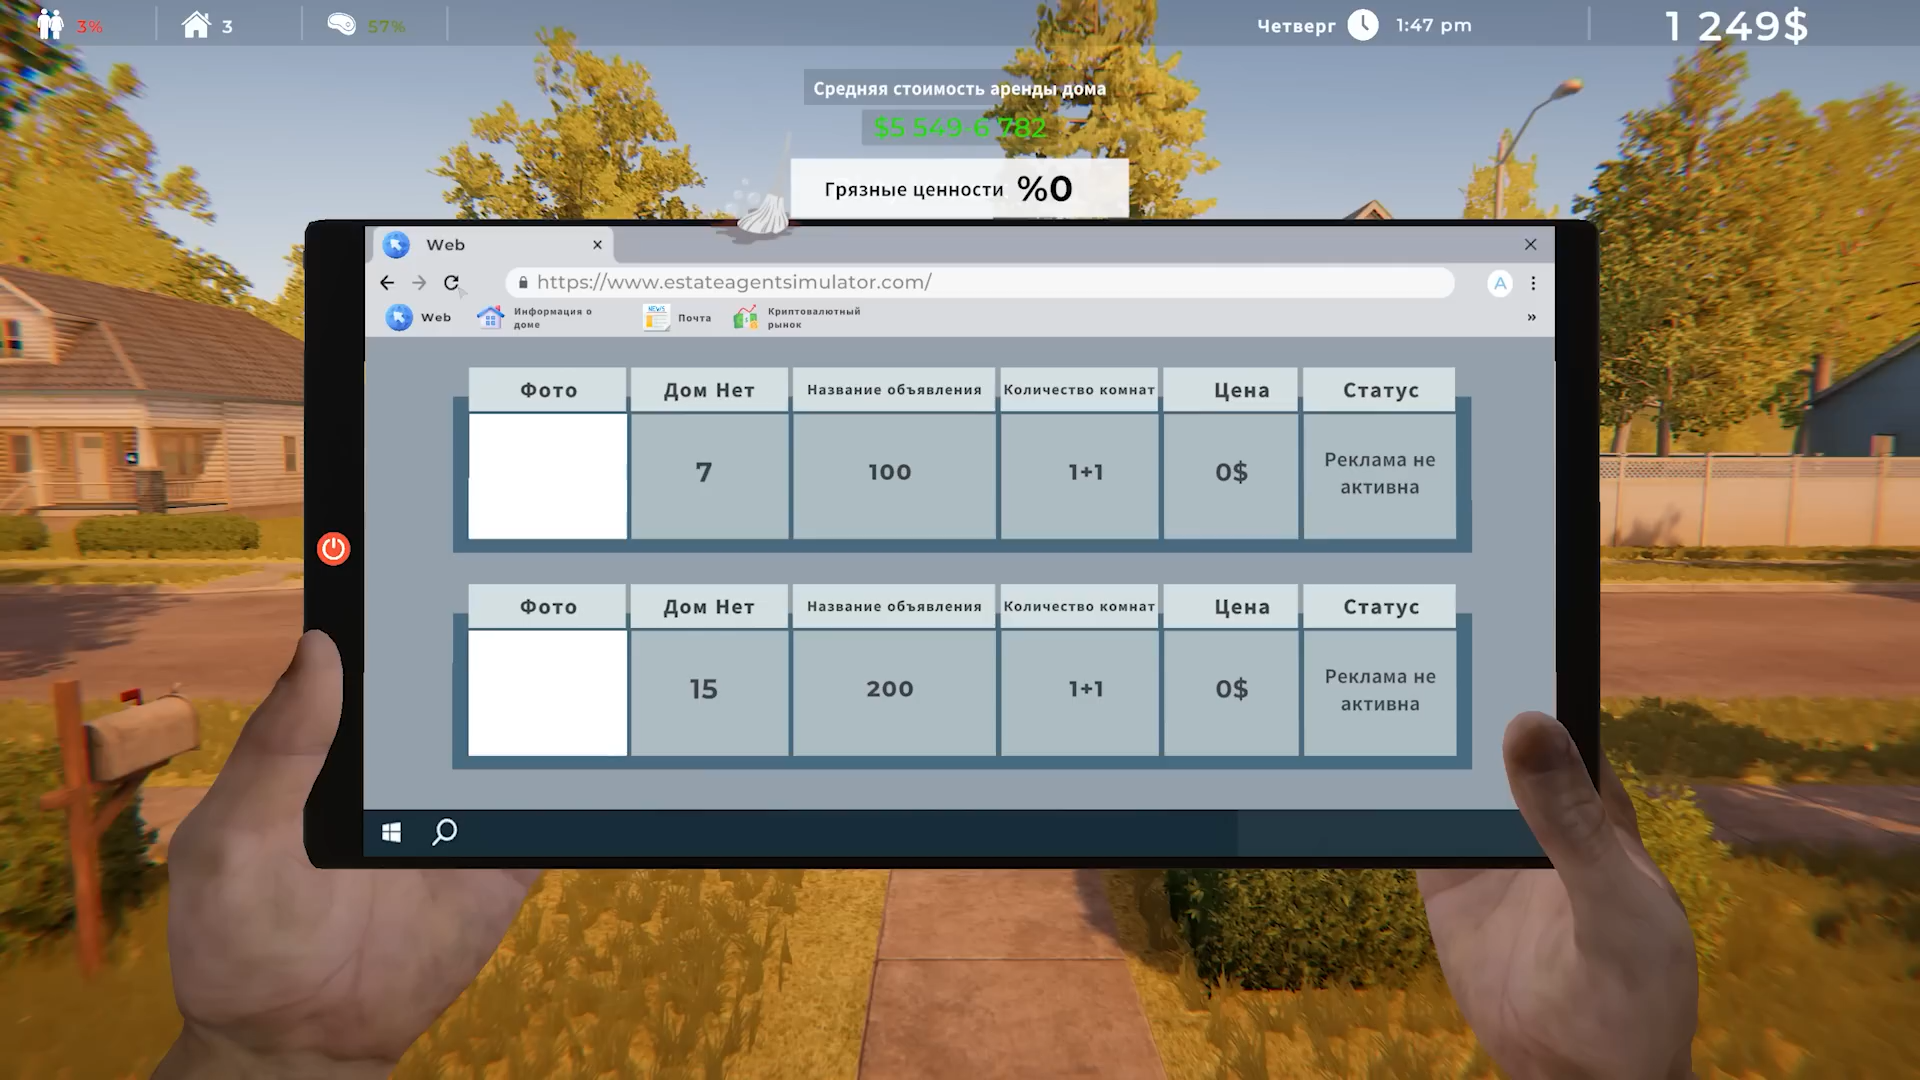 3%
3
57%
Четверг 1:47 pm
1 249$
Средняя стоимость аренды дома
$5 549-6 782
Грязные ценности %0
Web
https://www.estateagentsimulator.com/
A
Web
Информация о
доме
NEWS
Почта
Криптовалютный
рынок
Фото Дом Нет Название объявления Количество комнат Цена Статус
7 100 1+1 0$ Реклама не
активна
Фото Дом Нет Название объявления Количество комнат Цена Статус
15 200 1+1 0$ Реклама не
активна